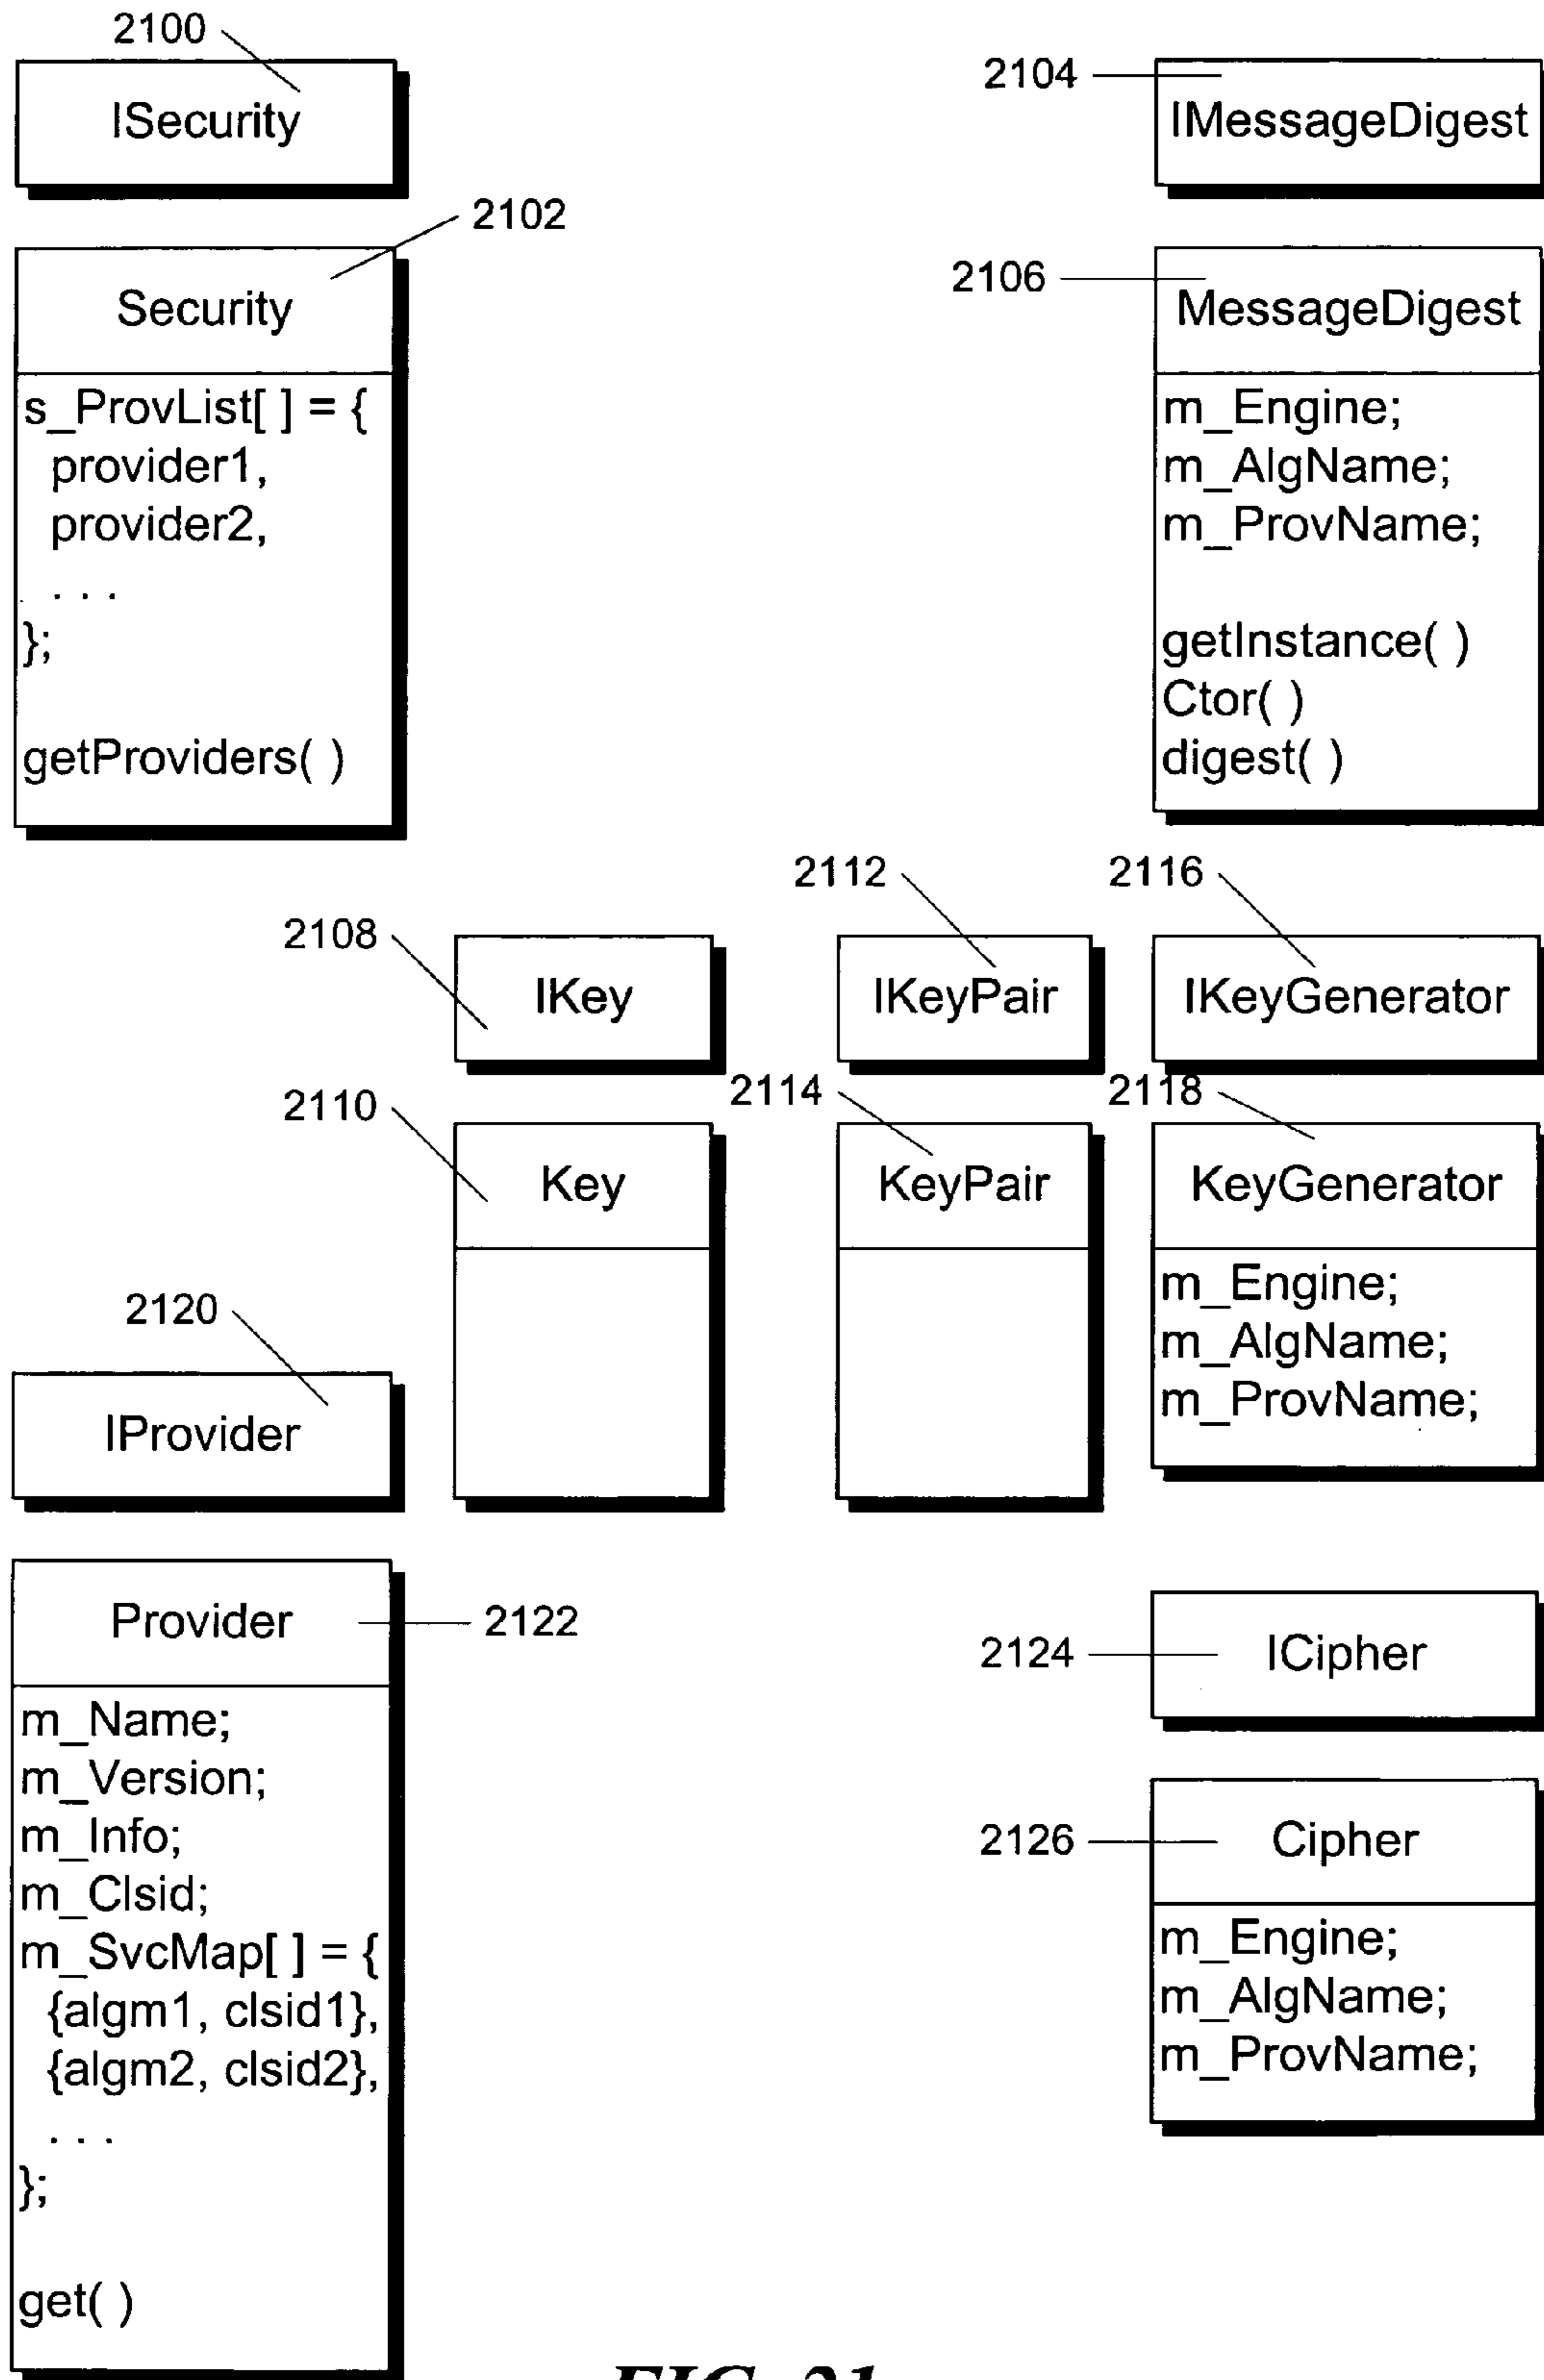 2100
ISecurity
2104
IMessageDigest
2102
Security
s_ProvList[ ] = {
provider1,
provider2,
. . .
};
getProviders( )
2106
MessageDigest
m_Engine;
m_AlgName;
m_ProvName;
getInstance( )
Ctor( )
digest( )
2108
IKey
2112
IKeyPair
2116
IKeyGenerator
2110
Key
2114
KeyPair
2118
KeyGenerator
m_Engine;
m_AlgName;
m_ProvName;
2120
IProvider
Provider
2122
m_Name;
m_Version;
m_Info;
m_Clsid;
m_SvcMap[ ] = {
{algm1, clsid1},
{algm2, clsid2},
. . .
};
get( )
2124
ICipher
2126
Cipher
m_Engine;
m_AlgName;
m_ProvName;
FIG. 21